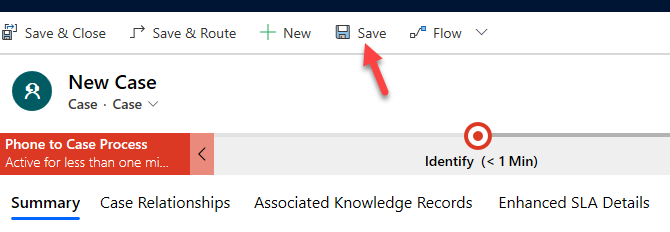 Save & Close Save & Route New Save Flow
New Case
Case · Case
Phone to Case Process
Active for less than one mi...
Identify (< 1 Min)
Summary Case Relationships Associated Knowledge Records Enhanced SLA Details